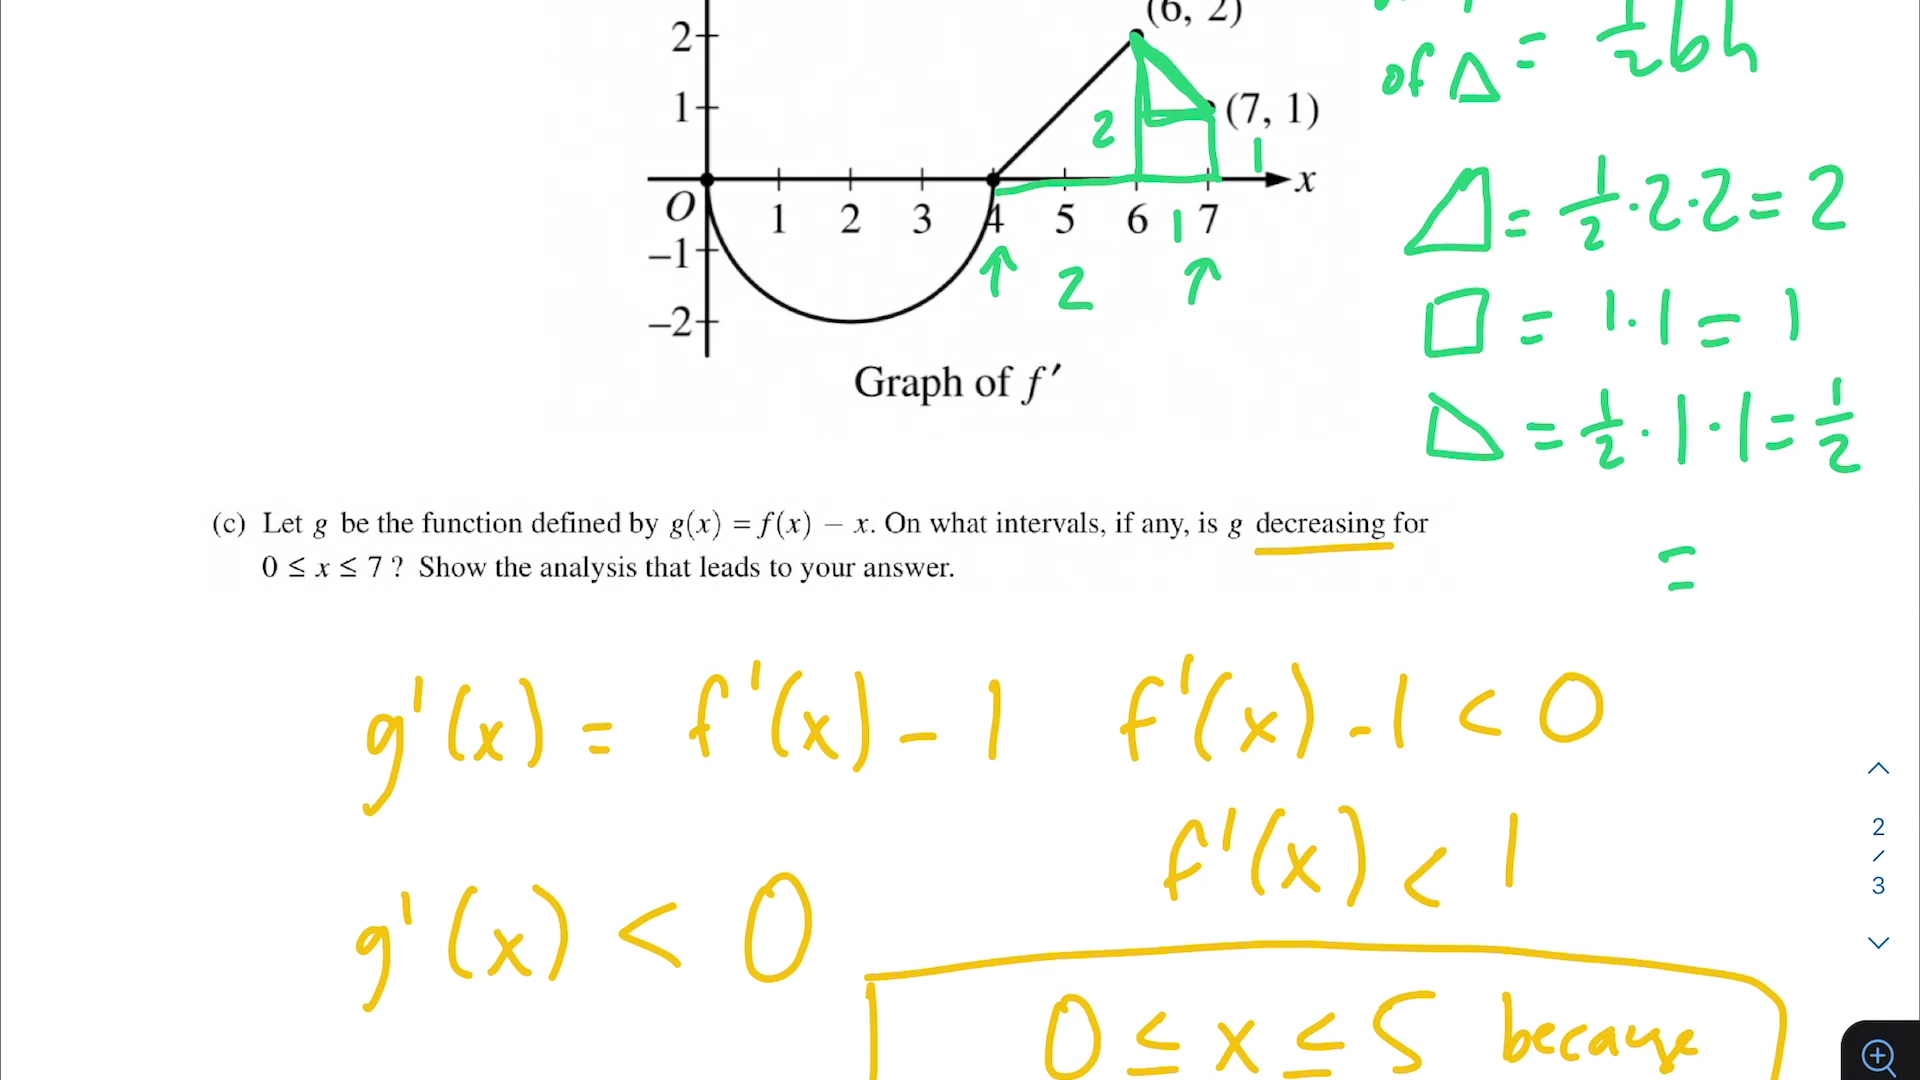 (6, 2)
of Δ = 1/2 bh
2
1
2
(7, 1)
1
x
O
1 2 3 4 5 6 1 7
-1
↑ 2 ↑
-2
Graph of f′
= 1/2 · 2 · 2 = 2
□ = 1 · 1 = 1
= 1/2 · 1 · 1 = 1/2
(c) Let g be the function defined by g(x) = f(x) − x. On what intervals, if any, is g decreasing for
0 ≤ x ≤ 7 ? Show the analysis that leads to your answer.
=
g'(x) = f'(x) - 1
f'(x) - 1 < 0
f'(x) < 1
g'(x) < 0
0 ≤ x ≤ 5 because
2
/
3